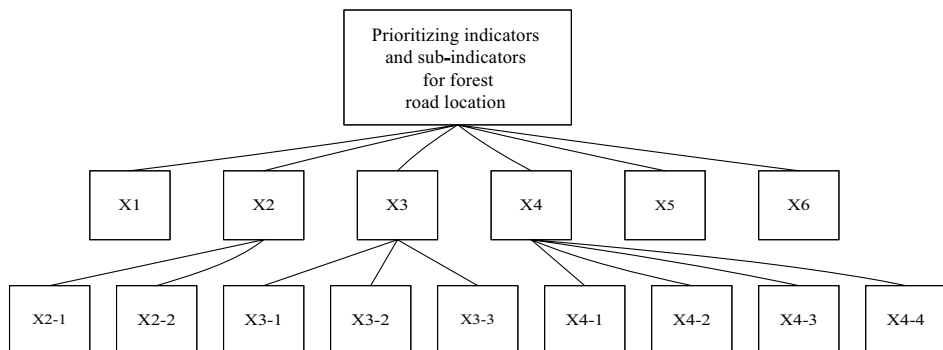 Prioritizing indicators
and sub-indicators
for forest
road location
X1
X2
X3
X4
X5
X6
X2-1
X2-2
X3-1
X3-2
X3-3
X4-1
X4-2
X4-3
X4-4